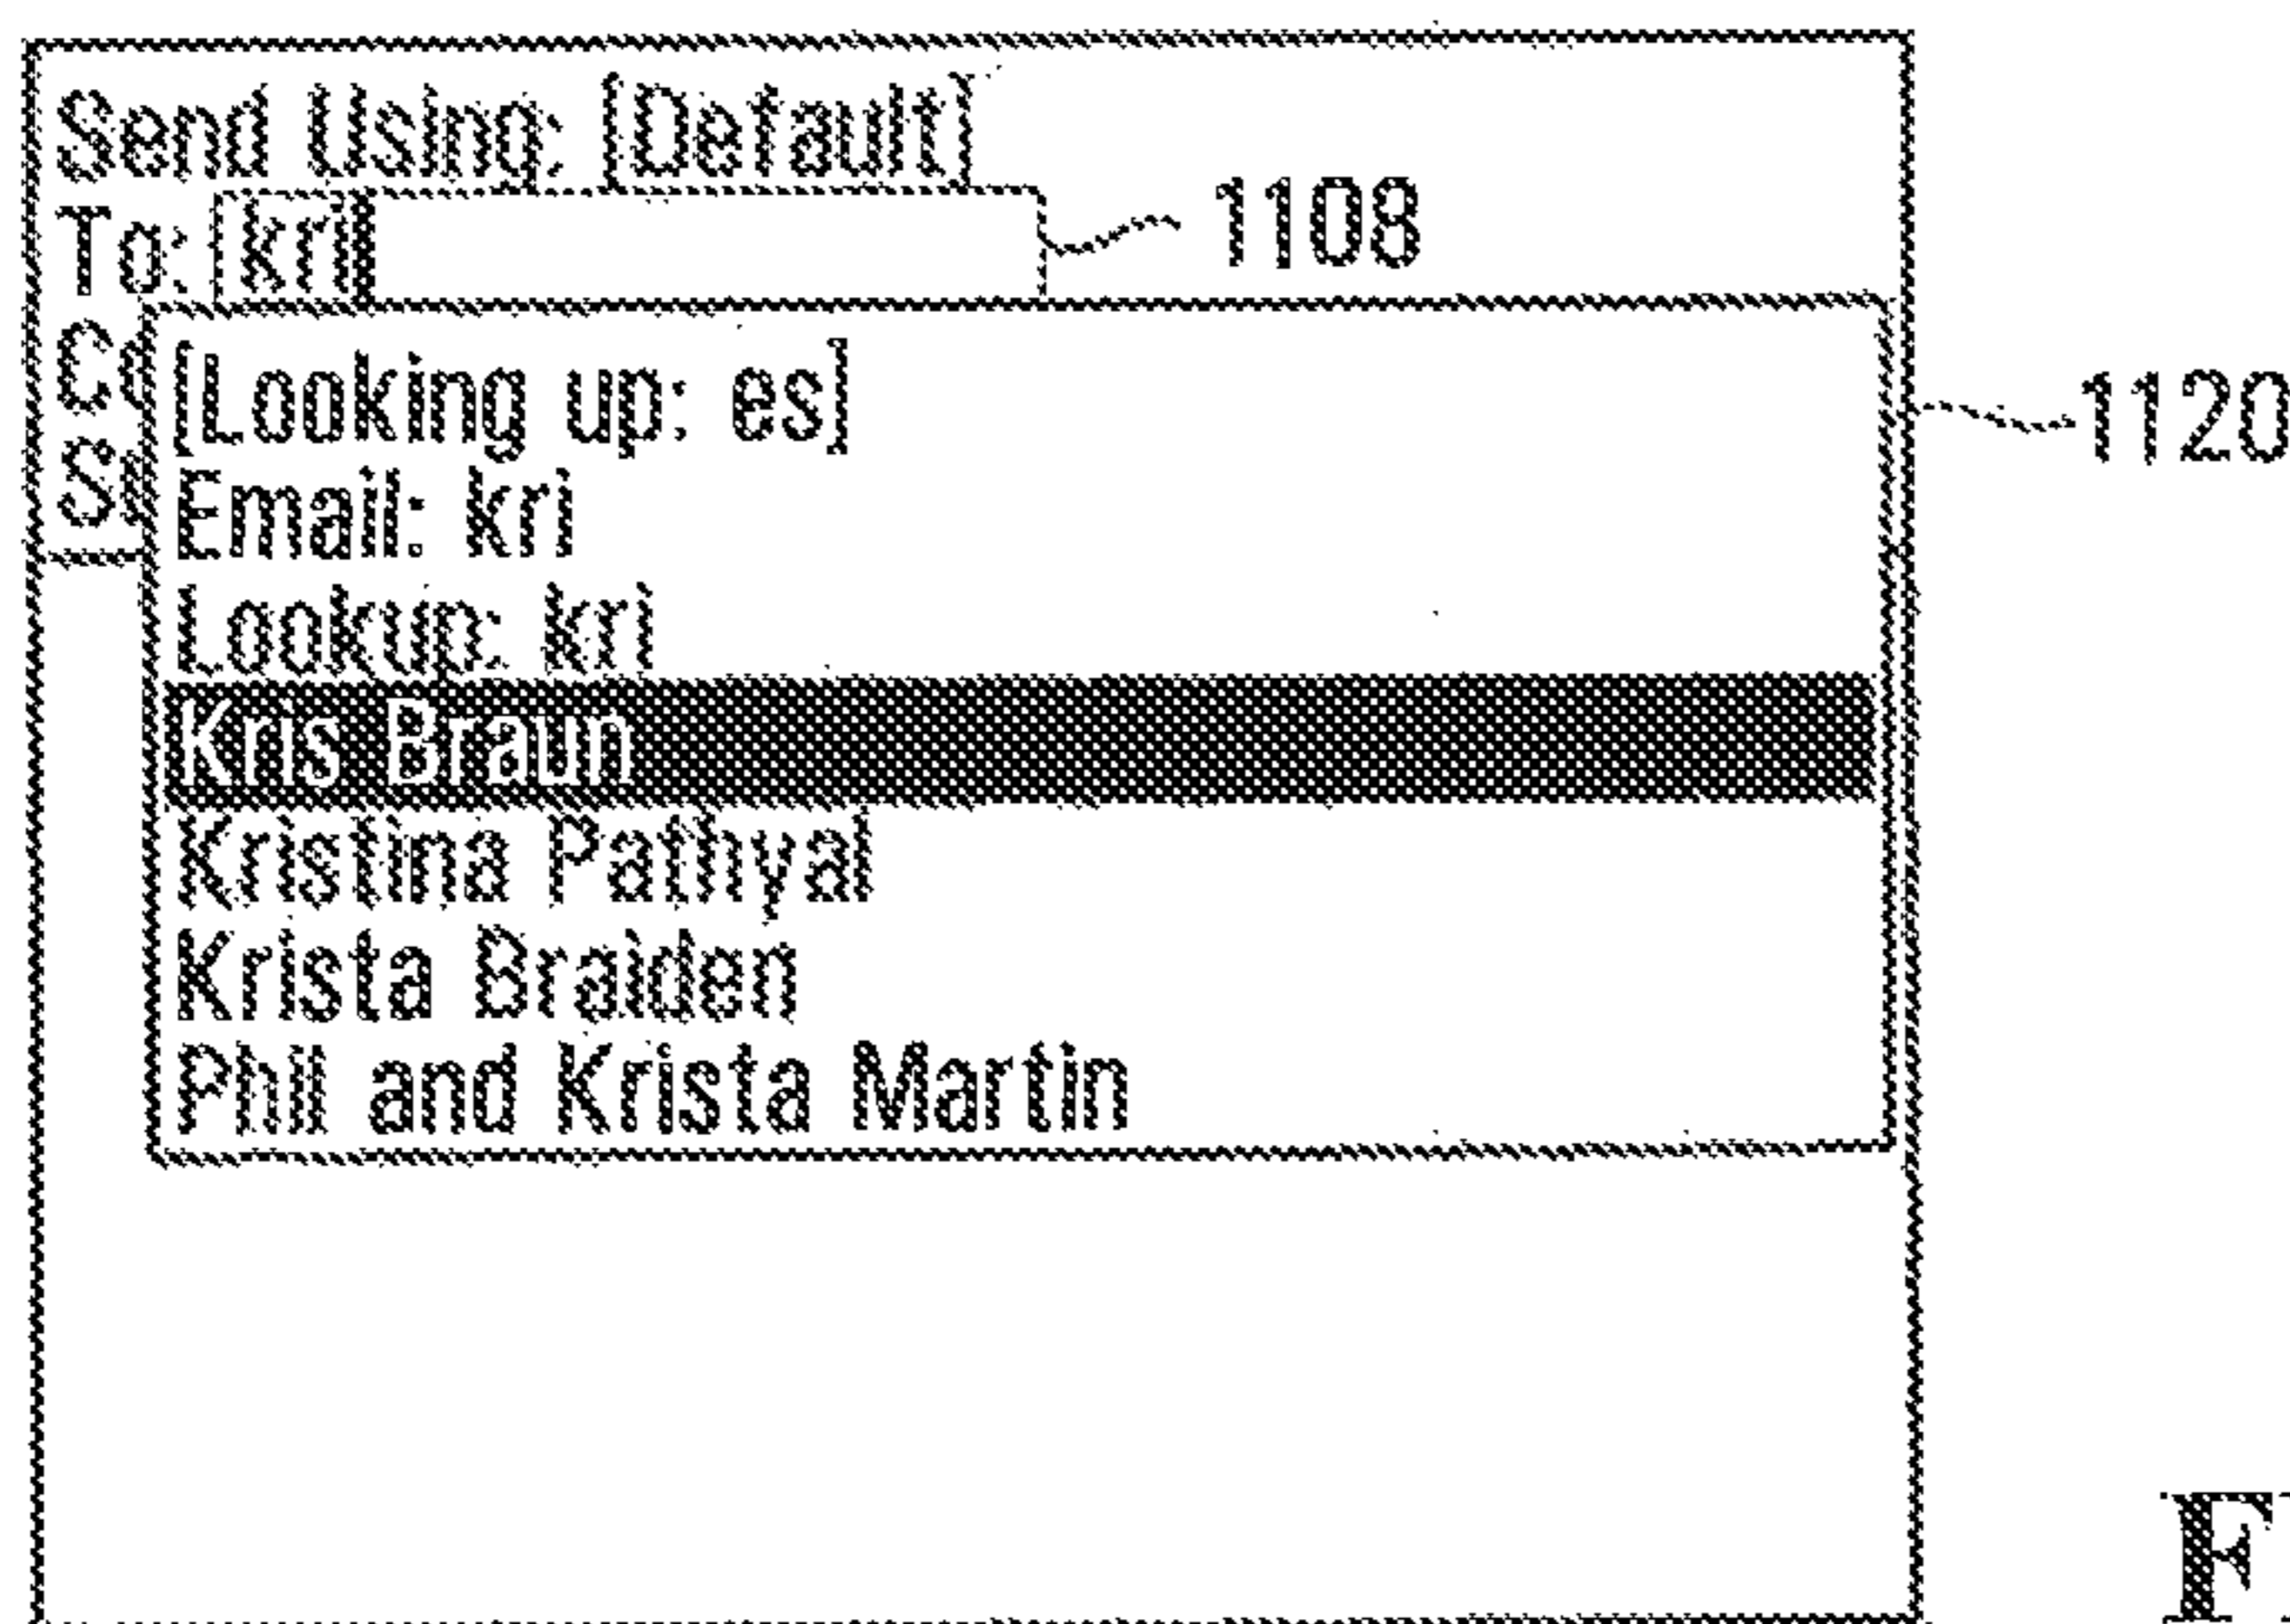 Send Using: [Default]
To: kri
1108
[Looking up: es]
1120
Email: kri
Lookup: kri
Kris Braun
Kristina Pathyal
Krista Braiden
Phil and Krista Martin